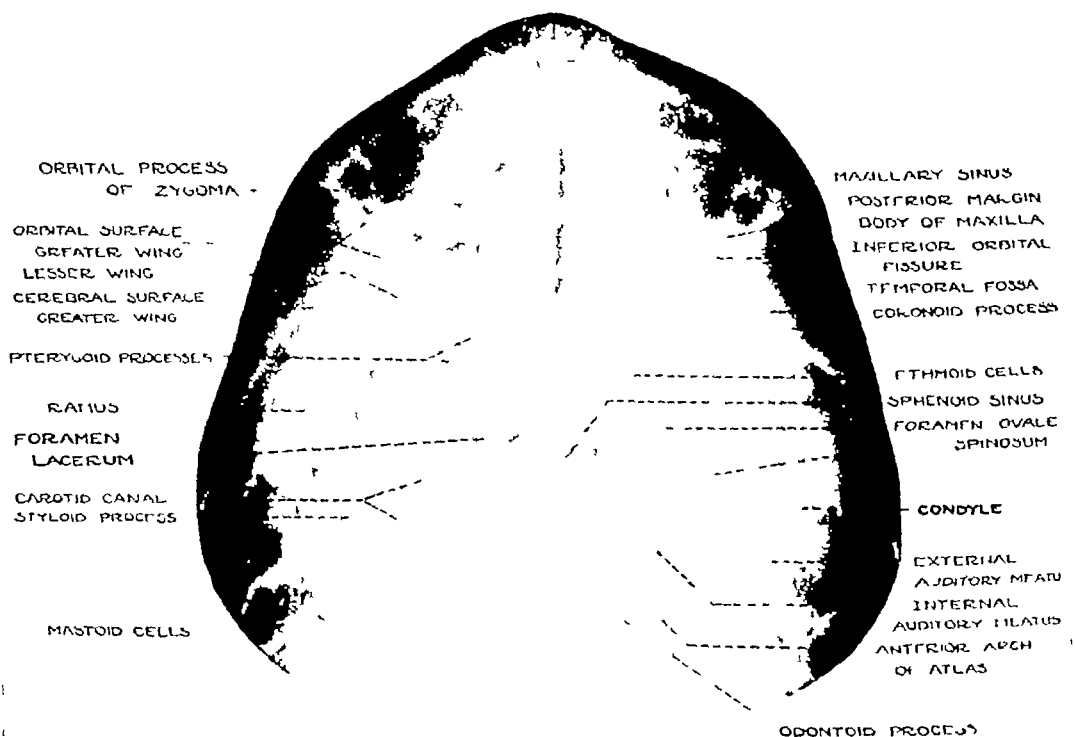 ORBITAL PROCESS
OF ZYGOMA
ORBITAL SURFACE
GREATER WING
LESSER WING
CEREBRAL SURFACE
GREATER WING
PTERYGOID PROCESSES
RAMUS
FORAMEN
LACERUM
CAROTID CANAL
STYLOID PROCESS
MASTOID CELLS
MAXILLARY SINUS
POSTERIOR MARGIN
BODY OF MAXILLA
INFERIOR ORBITAL
FISSURE
TEMPORAL FOSSA
CORONOID PROCESS
ETHMOID CELLS
SPHENOID SINUS
FORAMEN OVALE
SPINOSUM
CONDYLE
EXTERNAL
AUDITORY MEATU
INTERNAL
AUDITORY MEATUS
ANTERIOR ARCH
OF ATLAS
ODONTOID PROCESS